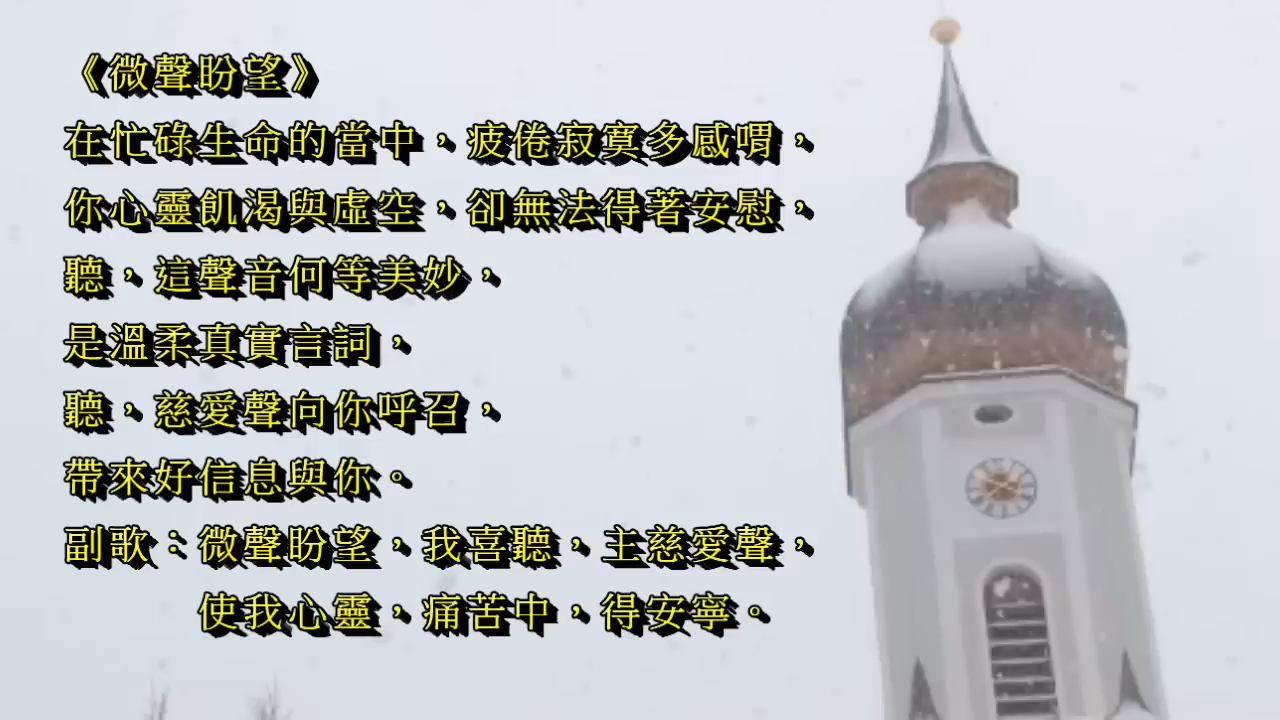 《微聲盼望》
在忙碌生命的當中，疲倦寂寞多感喟，
你心靈飢渴與虛空，卻無法得著安慰，
聽，這聲音何等美妙，
是溫柔真實言詞，
聽，慈愛聲向你呼召，
帶來好信息與你。
副歌：微聲盼望，我喜聽，主慈愛聲，
使我心靈，痛苦中，得安寧。